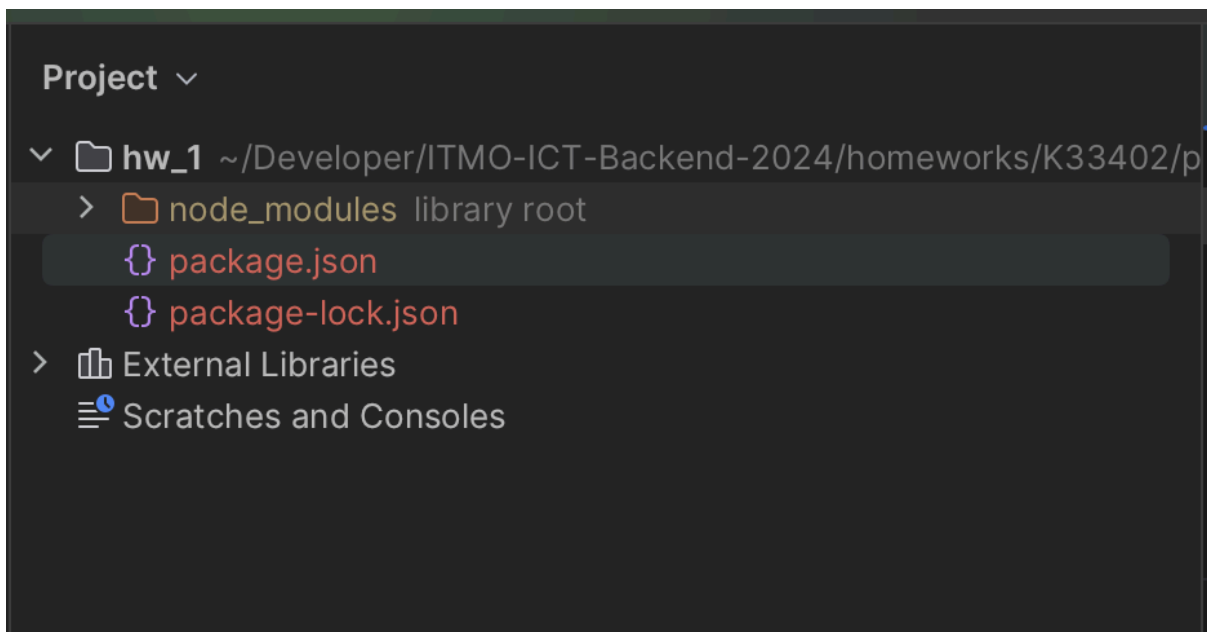 Project
hw_1 ~/Developer/ITMO-ICT-Backend-2024/homeworks/K33402/p
node_modules library root
{} package.json
{} package-lock.json
External Libraries
Scratches and Consoles